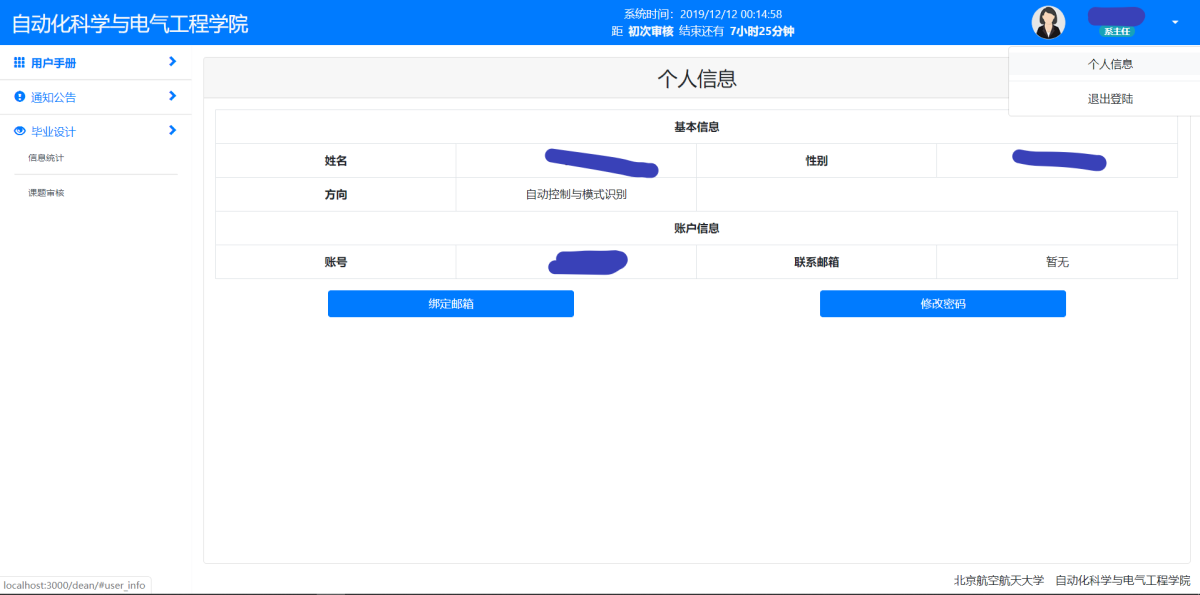 自动化科学与电气工程学院
系统时间：2019/12/12 00:14:58
距 初次审核 结束还有 7小时25分钟
系主任
个人信息
退出登陆
用户手册
通知公告
毕业设计
信息统计
课题审核
个人信息
基本信息
姓名 性别
方向 自动控制与模式识别
账户信息
账号 联系邮箱 暂无
绑定邮箱 修改密码
北京航空航天大学 自动化科学与电气工程学院
localhost:3000/dean/#user_info